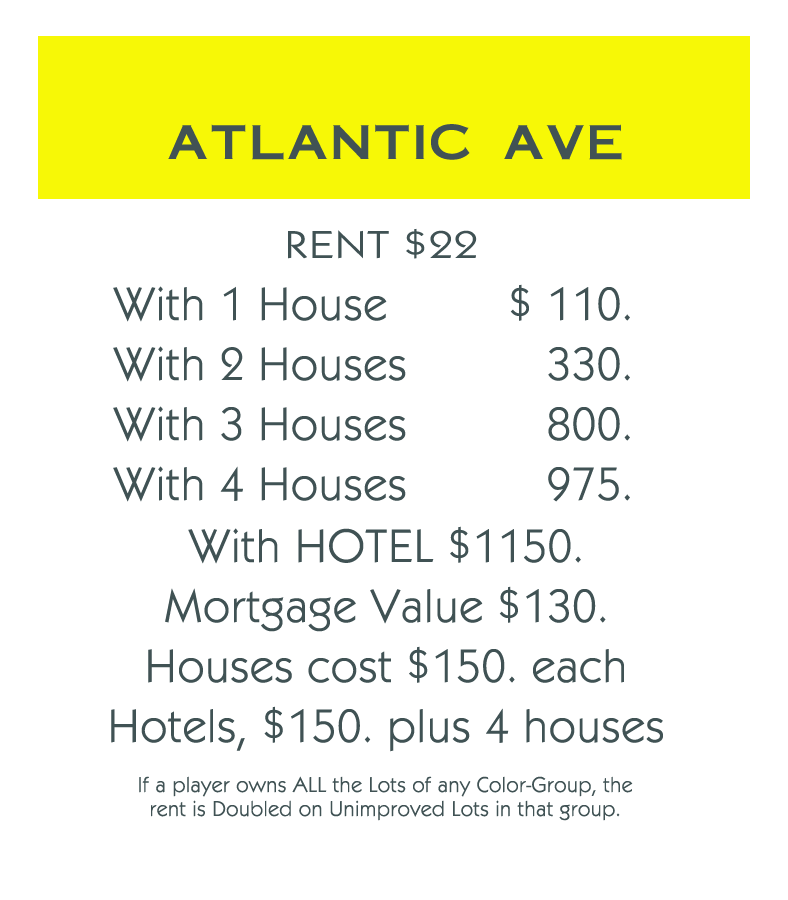 ATLANTIC AVE
RENT $22
With 1 House $ 110.
With 2 Houses 330.
With 3 Houses 800.
With 4 Houses 975.
With HOTEL $1150.
Mortgage Value $130.
Houses cost $150. each
Hotels, $150. plus 4 houses
If a player owns ALL the Lots of any Color-Group, the
rent is Doubled on Unimproved Lots in that group.